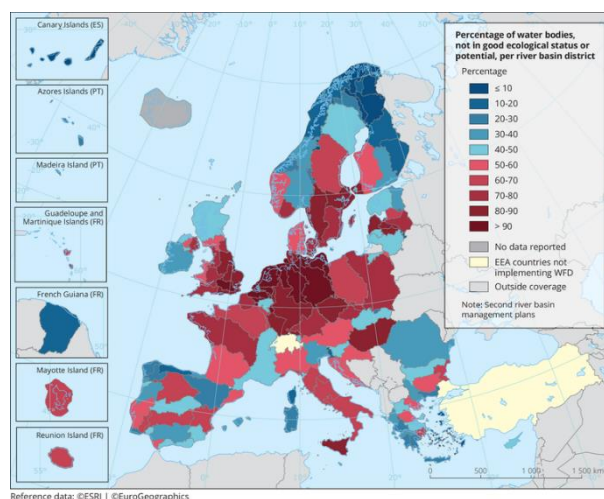 Canary Islands (ES)
Azores Islands (PT)
Madeira Island (PT)
Guadeloupe and
Martinique Islands (FR)
French Guiana (FR)
Mayotte Island (FR)
Reunion Island (FR)
Percentage of water bodies,
not in good ecological status or
potential, per river basin district
Percentage
≤ 10
10-20
20-30
30-40
40-50
50-60
60-70
70-80
80-90
> 90
No data reported
EEA countries not
implementing WFD
Outside coverage
Note: Second river basin
management plans
0 500 1 000 1 500 km
Reference data: ©ESRI | ©EuroGeographics